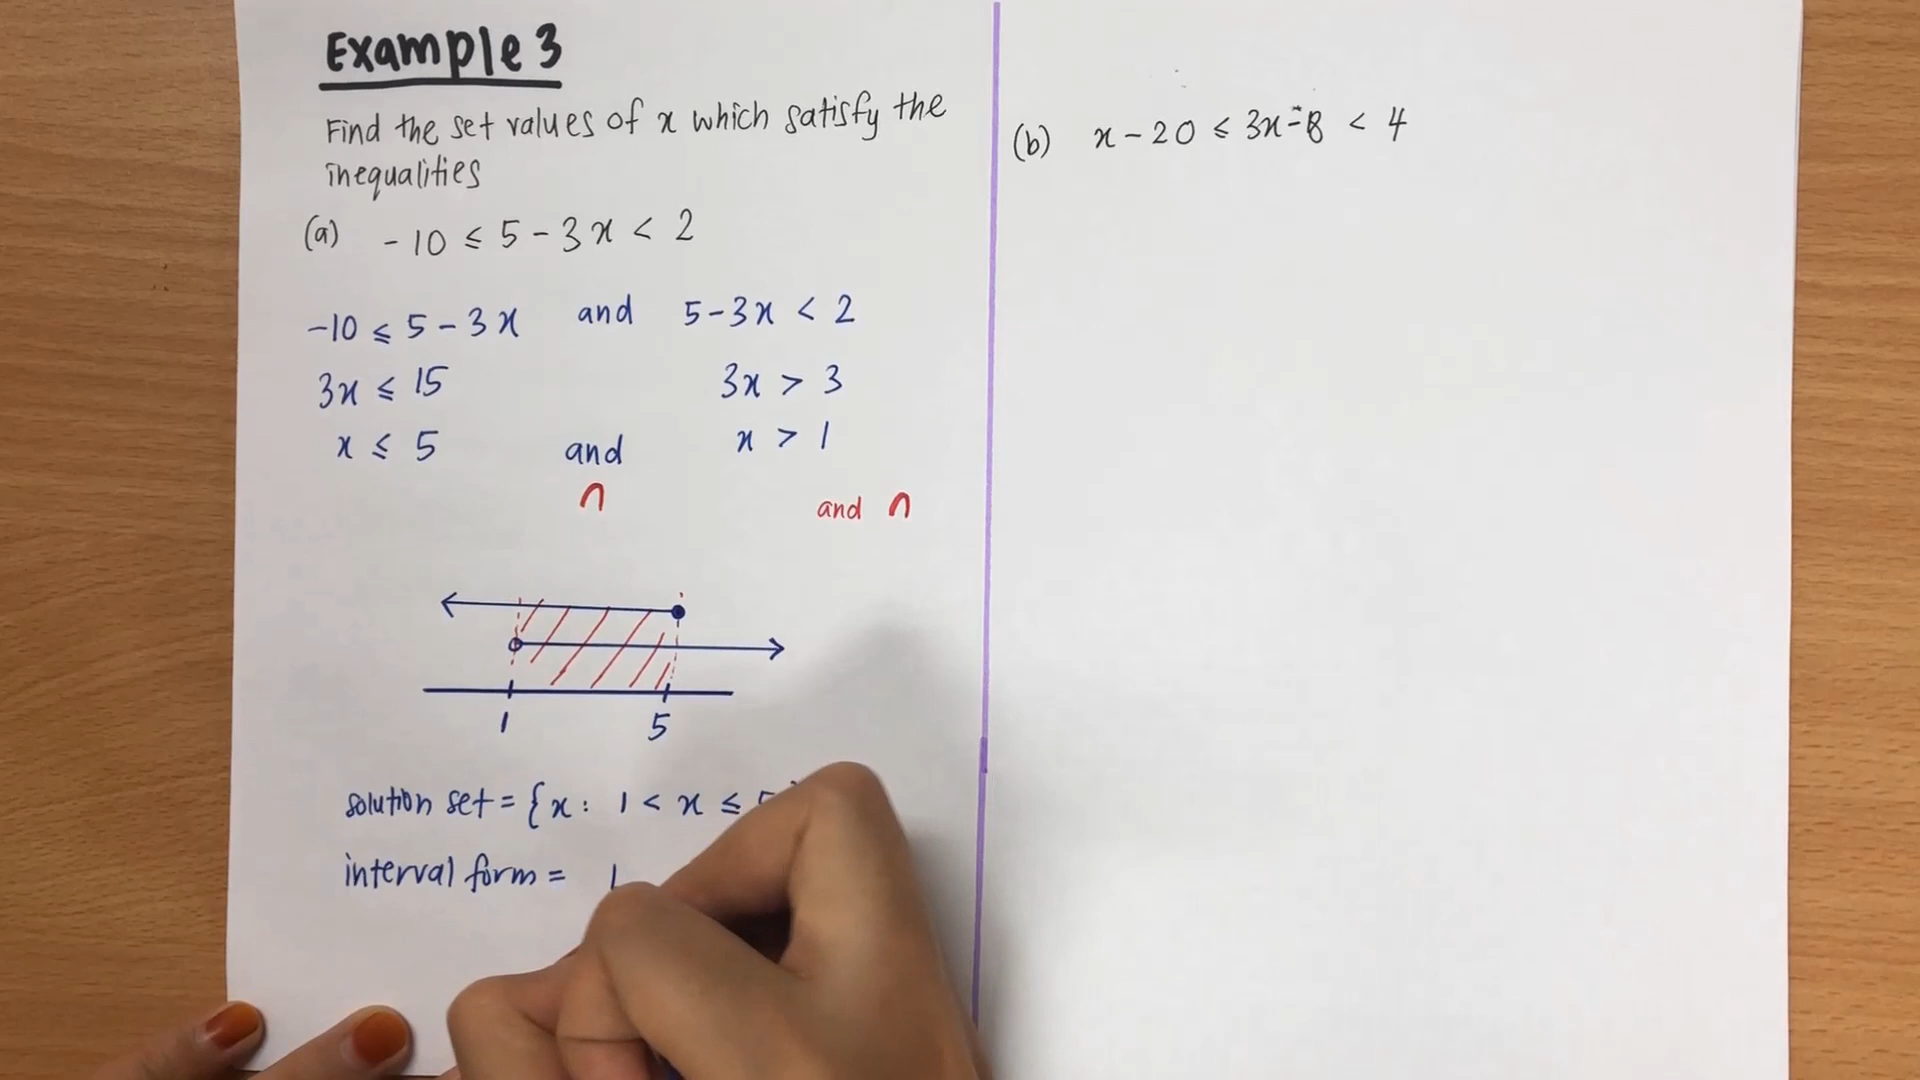 Example 3
Find the set values of x which satisfy the
inequalities
(a) -10 ≤ 5 - 3x < 2
-10 ≤ 5 - 3x and 5 - 3x < 2
3x ≤ 15 3x > 3
x ≤ 5 and x > 1
∩ and ∩
1 5
solution set = {x : 1 < x ≤ 5
interval form = 1
(b) x - 20 ≤ 3x - 8 < 4